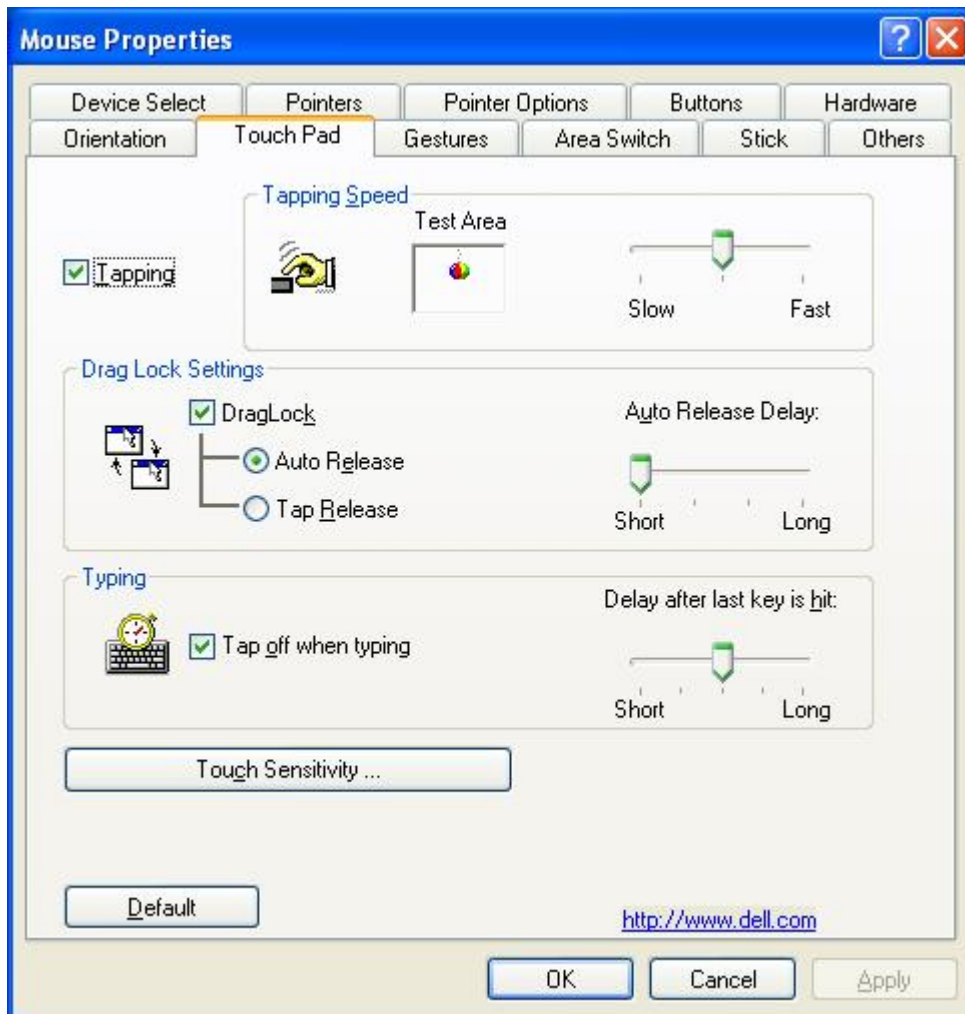 Mouse Properties
Device Select Pointers Pointer Options Buttons Hardware
Orientation Touch Pad Gestures Area Switch Stick Others
Tapping Speed
Test Area
Tapping
Slow Fast
Drag Lock Settings
DragLock Auto Release Delay:
Auto Release
Tap Release
Short Long
Typing
Delay after last key is hit:
Tap off when typing
Short Long
Touch Sensitivity ...
Default
http://www.dell.com
OK Cancel Apply